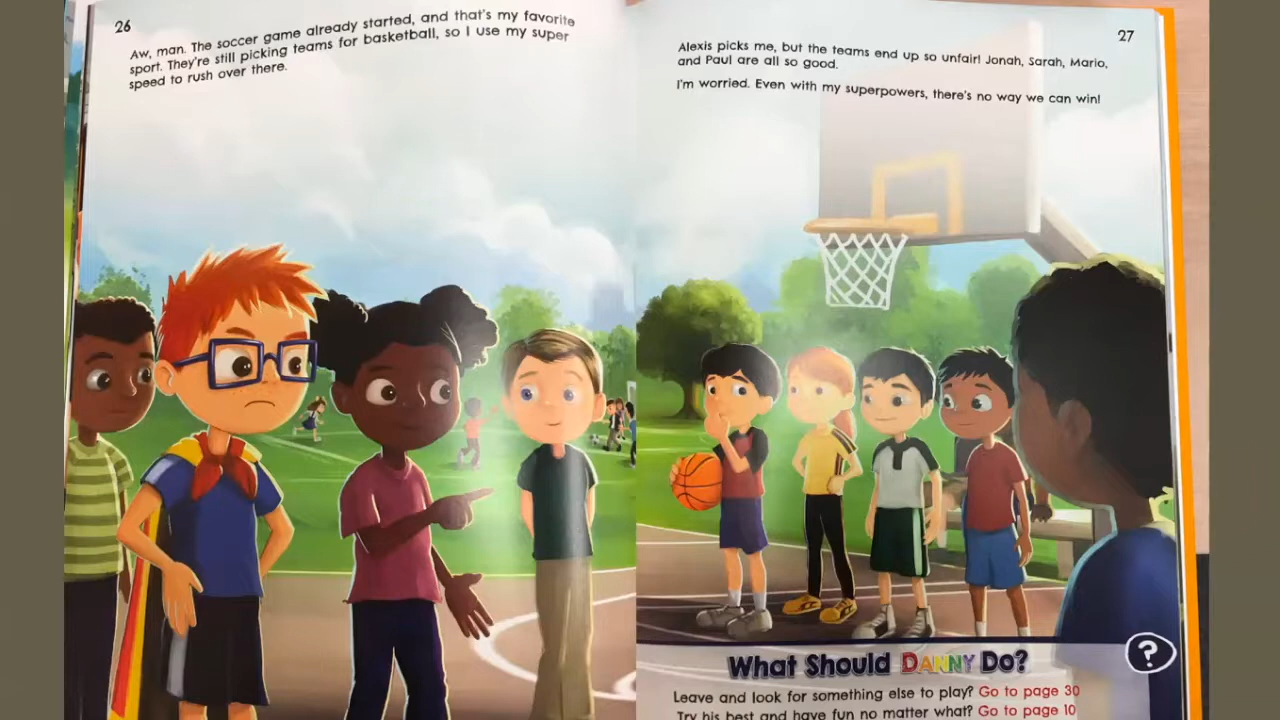 26
Aw, man. The soccer game already started, and that's my favorite
sport. They're still picking teams for basketball, so I use my super
speed to rush over there.
27
Alexis picks me, but the teams end up so unfair! Jonah, Sarah, Mario,
and Paul are all so good.
I'm worried. Even with my superpowers, there's no way we can win!
What Should DANNY Do?
?
Leave and look for something else to play? Go to page 30
Try his best and have fun no matter what? Go to page 10